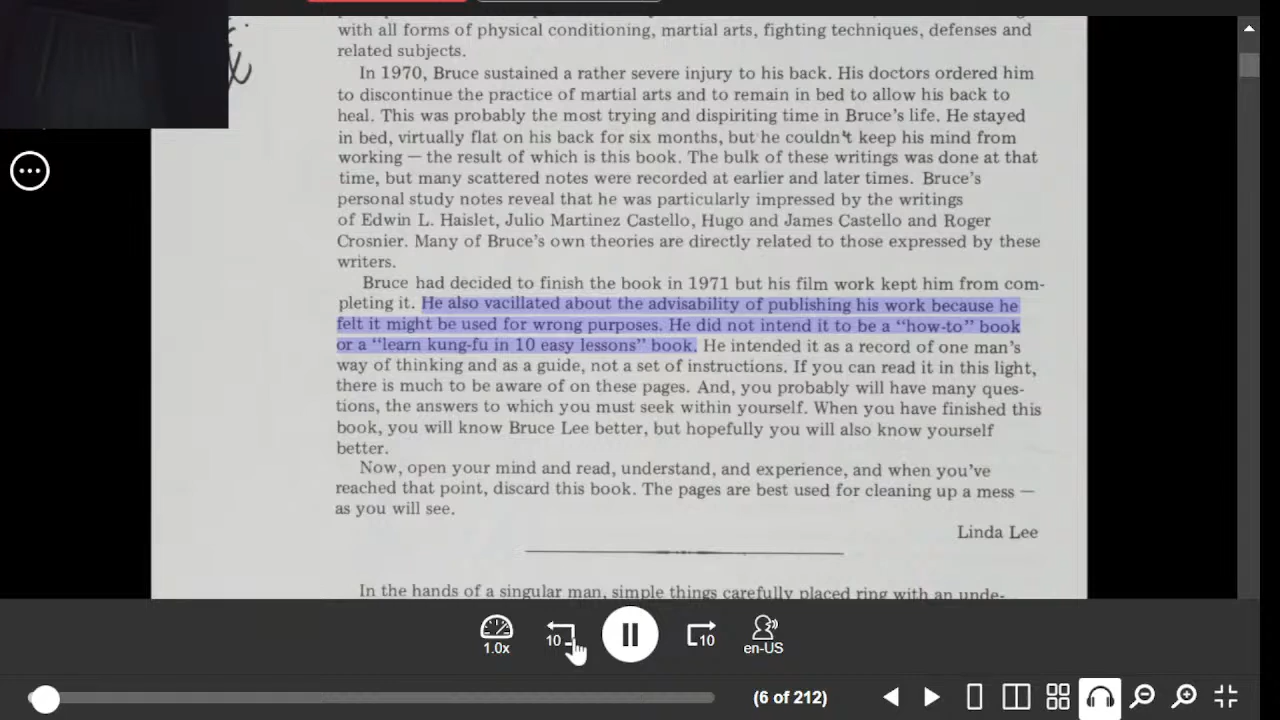 with all forms of physical conditioning, martial arts, fighting techniques, defenses and
related subjects.
In 1970, Bruce sustained a rather severe injury to his back. His doctors ordered him
to discontinue the practice of martial arts and to remain in bed to allow his back to
heal. This was probably the most trying and dispiriting time in Bruce's life. He stayed
in bed, virtually flat on his back for six months, but he couldn't keep his mind from
working — the result of which is this book. The bulk of these writings was done at that
time, but many scattered notes were recorded at earlier and later times. Bruce's
personal study notes reveal that he was particularly impressed by the writings
of Edwin L. Haislet, Julio Martinez Castello, Hugo and James Castello and Roger
Crosnier. Many of Bruce's own theories are directly related to those expressed by these
writers.
Bruce had decided to finish the book in 1971 but his film work kept him from com-
pleting it. He also vacillated about the advisability of publishing his work because he
felt it might be used for wrong purposes. He did not intend it to be a "how-to" book
or a "learn kung-fu in 10 easy lessons" book. He intended it as a record of one man's
way of thinking and as a guide, not a set of instructions. If you can read it in this light,
there is much to be aware of on these pages. And, you probably will have many ques-
tions, the answers to which you must seek within yourself. When you have finished this
book, you will know Bruce Lee better, but hopefully you will also know yourself
better.
Now, open your mind and read, understand, and experience, and when you've
reached that point, discard this book. The pages are best used for cleaning up a mess —
as you will see.
Linda Lee
In the hands of a singular man, simple things carefully placed ring with an unde-
10
10
1.0x
en-US
(6 of 212)